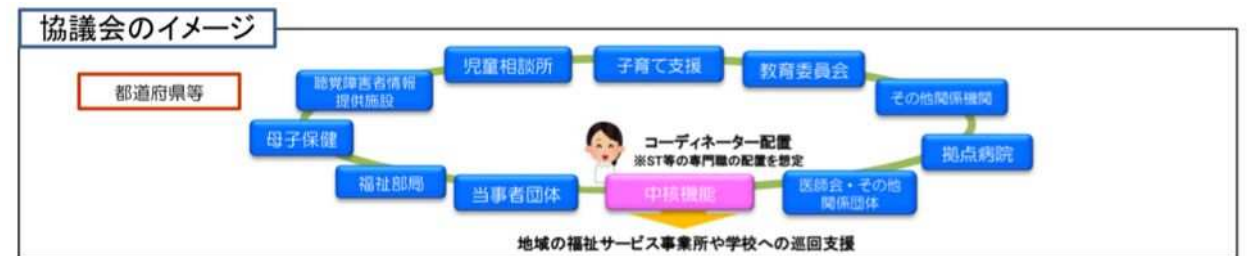 協議会のイメージ
都道府県等
児童相談所
子育て支援
教育委員会
聴覚障害者情報
提供施設
その他関係機関
母子保健
コーディネーター配置
※ST等の専門職の配置を想定
拠点病院
福祉部局
当事者団体
中核機能
医師会・その他
関係団体
地域の福祉サービス事業所や学校への巡回支援